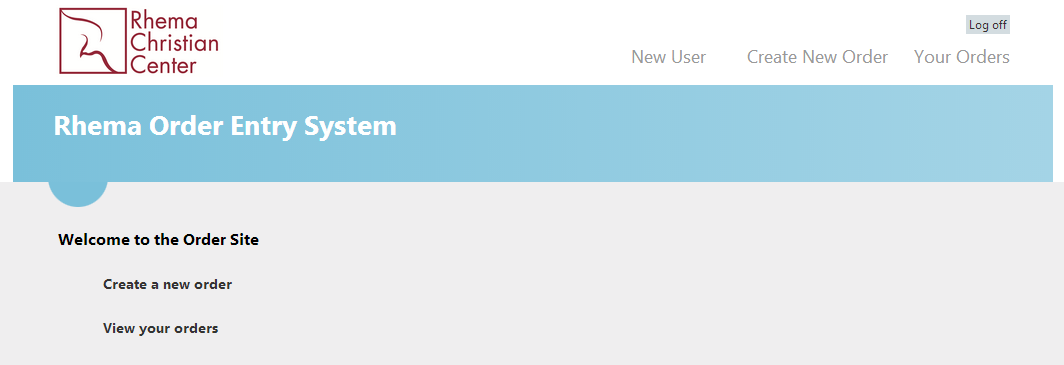 Rhema
Christian
Center
Log off
New User Create New Order Your Orders
Rhema Order Entry System
Welcome to the Order Site
Create a new order
View your orders